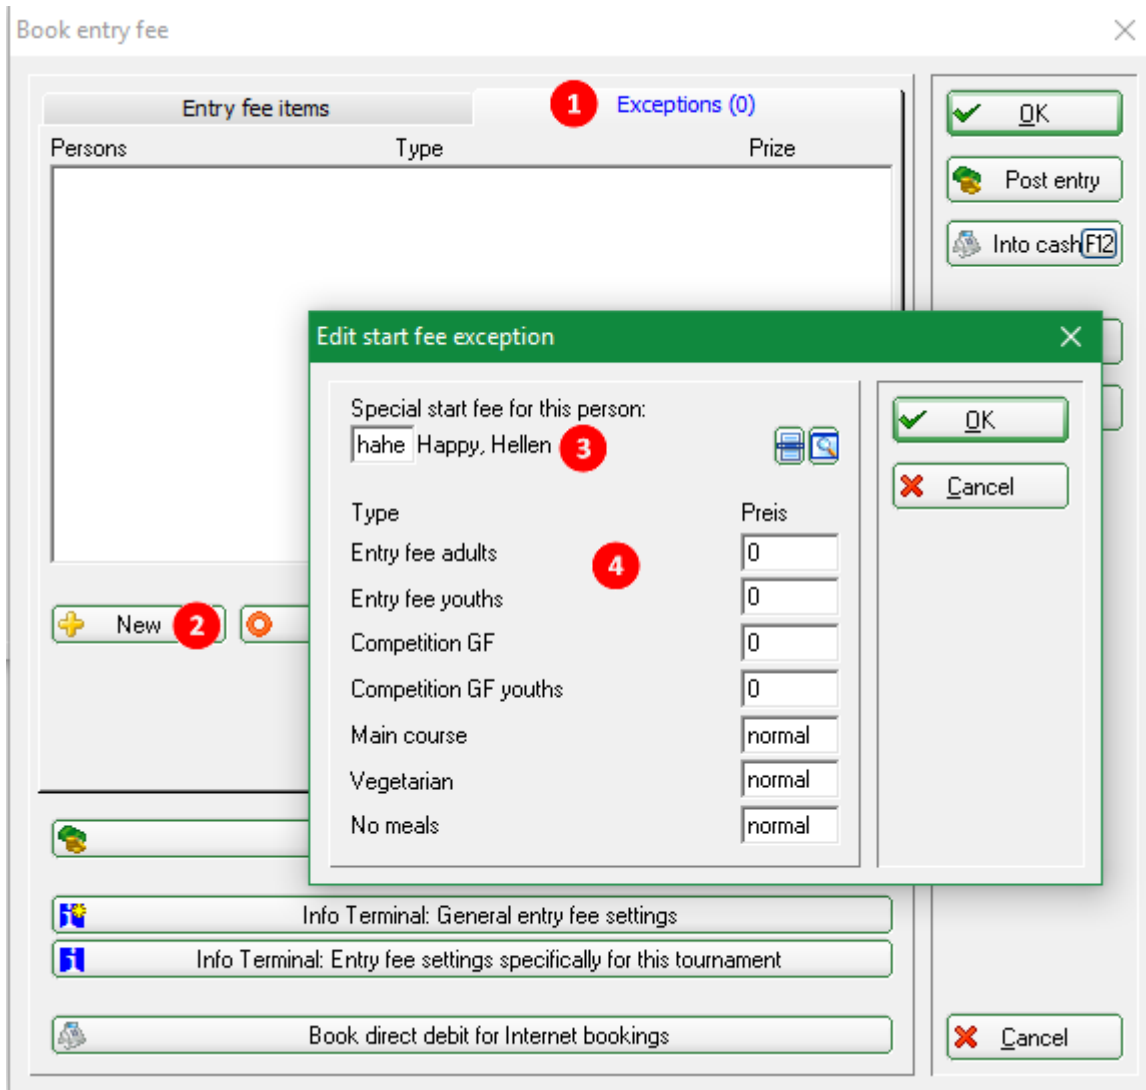 Book entry fee
Entry fee items
1 Exceptions (0)
Persons Type Prize
OK
Post entry
Into cash F12
Edit start fee exception
Special start fee for this person:
hahe Happy, Hellen 3
Type Preis
Entry fee adults 0
4
Entry fee youths 0
Competition GF 0
Competition GF youths 0
Main course normal
Vegetarian normal
No meals normal
OK
Cancel
New 2
Info Terminal: General entry fee settings
Info Terminal: Entry fee settings specifically for this tournament
Book direct debit for Internet bookings
Cancel